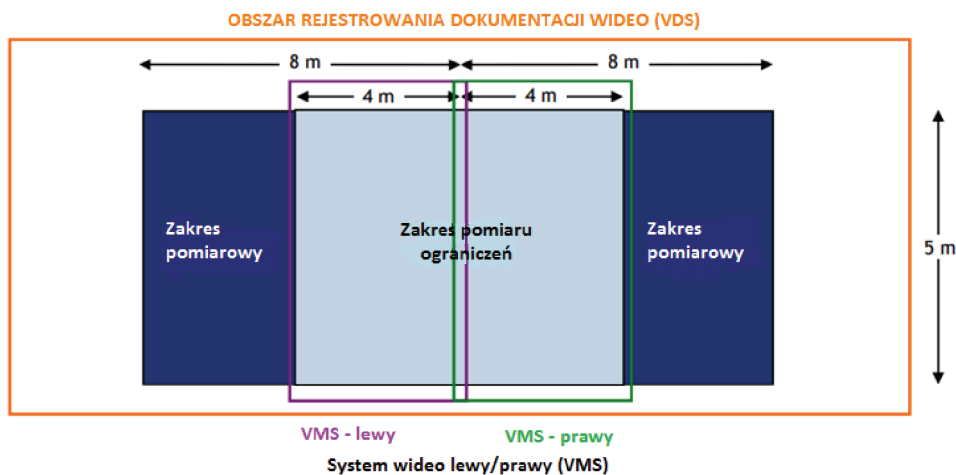 OBSZAR REJESTROWANIA DOKUMENTACJI WIDEO (VDS)
8 m
8 m
4 m
4 m
Zakres
pomiarowy
Zakres pomiaru
ograniczeń
Zakres
pomiarowy
5 m
VMS - lewy
VMS - prawy
System wideo lewy/prawy (VMS)